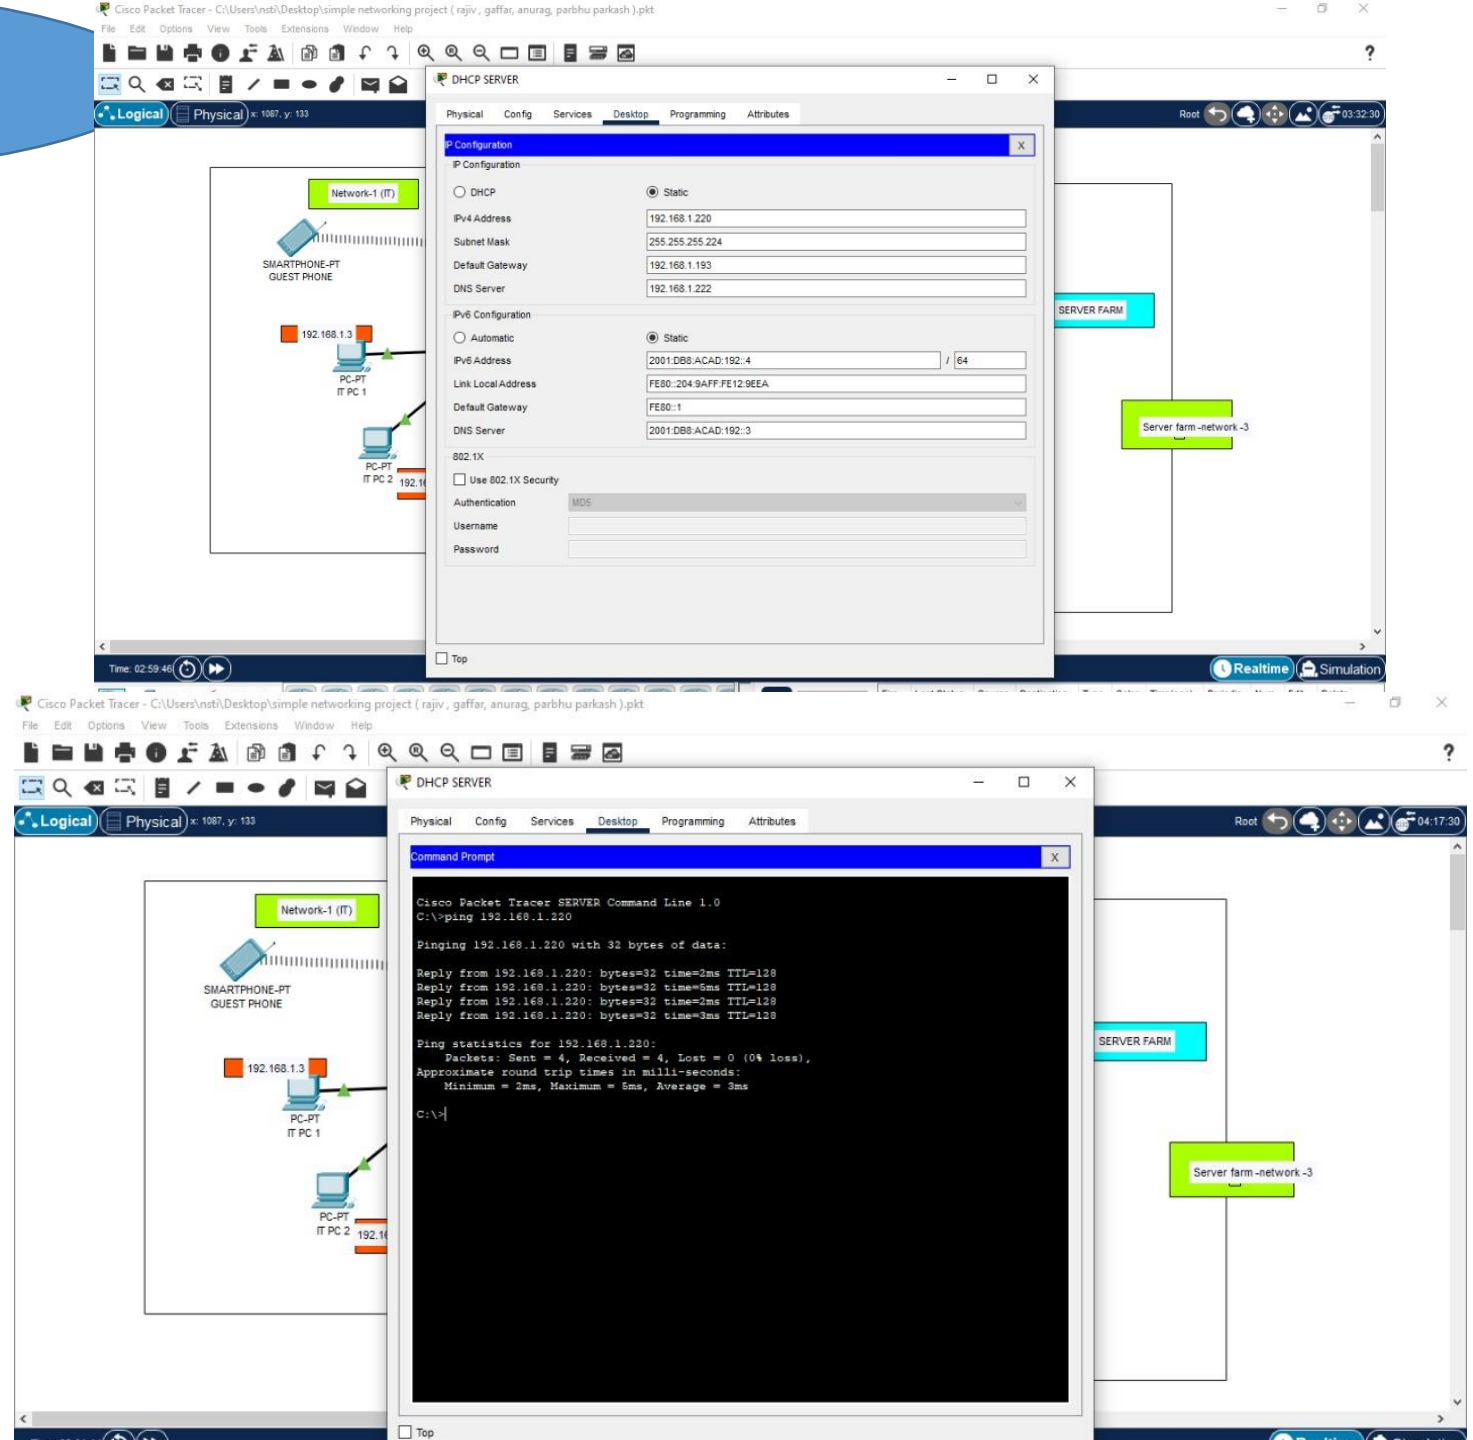 Cisco Packet Tracer - C:\Users\nsti\Desktop\simple networking project ( rajiv , gaffar, anurag, parbhu parkash ).pkt
File Edit Options View Tools Extensions Window Help
?
DHCP SERVER
Logical Physical x: 1087, y: 133
Root 03:32:30
Physical Config Services Desktop Programming Attributes
IP Configuration X
IP Configuration
DHCP Static
IPv4 Address 192.168.1.220
Subnet Mask 255.255.255.224
Default Gateway 192.168.1.193
DNS Server 192.168.1.222
IPv6 Configuration
Automatic Static
IPv6 Address 2001:DB8:ACAD:192::4 / 64
Link Local Address FE80::204:9AFF:FE12:9EEA
Default Gateway FE80::1
DNS Server 2001:DB8:ACAD:192::3
802.1X
Use 802.1X Security
Authentication MD5
Username
Password
Top
Network-1 (IT)
SMARTPHONE-PT
GUEST PHONE
192.168.1.3
PC-PT
IT PC 1
PC-PT
IT PC 2 192.16
SERVER FARM
Server farm -network -3
Time: 02:59:46
Realtime Simulation
Cisco Packet Tracer - C:\Users\nsti\Desktop\simple networking project ( rajiv , gaffar, anurag, parbhu parkash ).pkt
File Edit Options View Tools Extensions Window Help
?
DHCP SERVER
Logical Physical x: 1087, y: 133
Root 04:17:30
Physical Config Services Desktop Programming Attributes
Command Prompt X
Cisco Packet Tracer SERVER Command Line 1.0
C:\>ping 192.168.1.220
Pinging 192.168.1.220 with 32 bytes of data:
Reply from 192.168.1.220: bytes=32 time=2ms TTL=128
Reply from 192.168.1.220: bytes=32 time=5ms TTL=128
Reply from 192.168.1.220: bytes=32 time=2ms TTL=128
Reply from 192.168.1.220: bytes=32 time=3ms TTL=128
Ping statistics for 192.168.1.220:
Packets: Sent = 4, Received = 4, Lost = 0 (0% loss),
Approximate round trip times in milli-seconds:
Minimum = 2ms, Maximum = 5ms, Average = 3ms
C:\>
Top
Network-1 (IT)
SMARTPHONE-PT
GUEST PHONE
192.168.1.3
PC-PT
IT PC 1
PC-PT
IT PC 2 192.16
SERVER FARM
Server farm -network -3